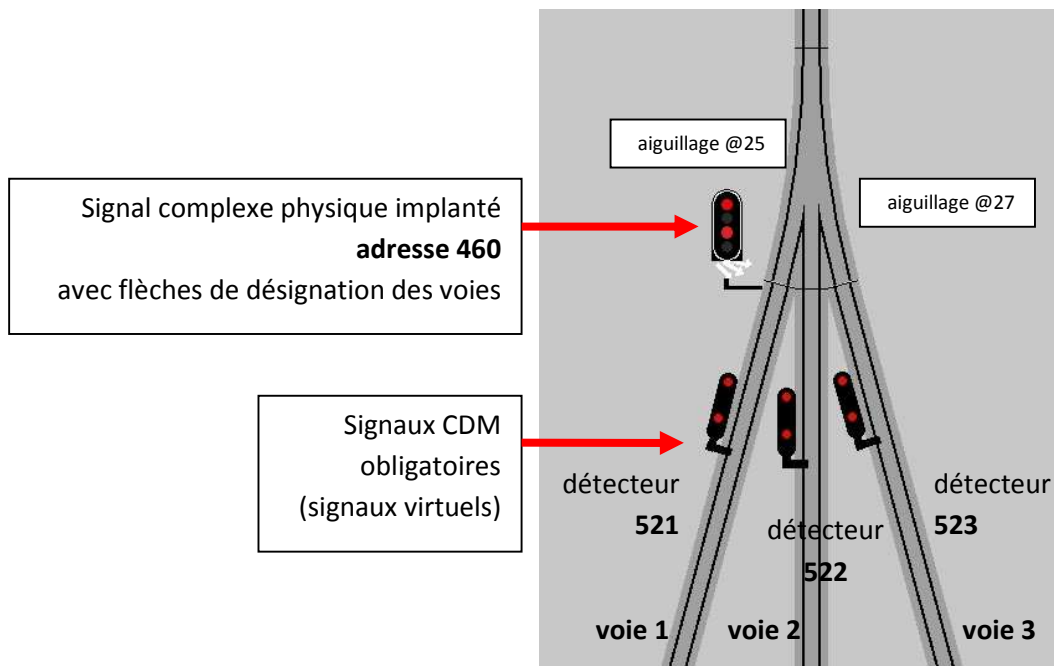 aiguillage @25
aiguillage @27
Signal complexe physique implanté
adresse 460
avec flèches de désignation des voies
Signaux CDM
obligatoires
(signaux virtuels)
détecteur
521
détecteur
522
détecteur
523
voie 1
voie 2
voie 3